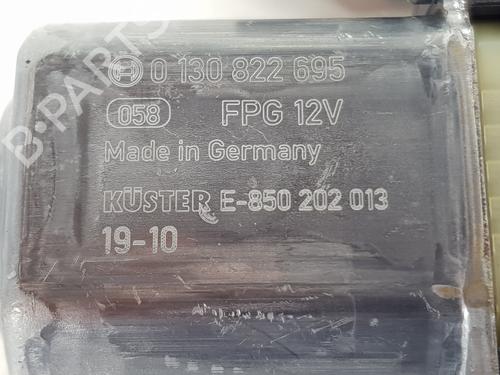 0 130 822 695
058 FPG 12V
Made in Germany
KÜSTER E-850 202 013
19-10
B-PARTS